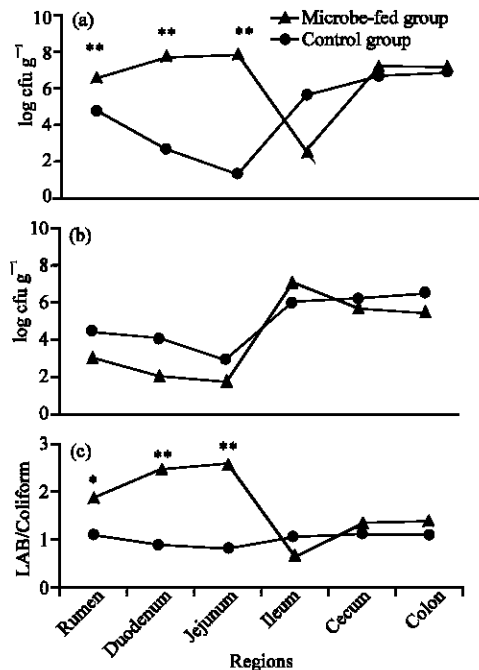 (a)
Microbe-fed group
Control group
** ** **
log cfu g⁻¹
10
8
6
4
2
0
(b)
log cfu g⁻¹
10
8
6
4
2
0
(c)
* ** **
LAB/Coliform
3
2
1
0
Rumen
Duodenum
Jejunum
Ileum
Cecum
Colon
Regions